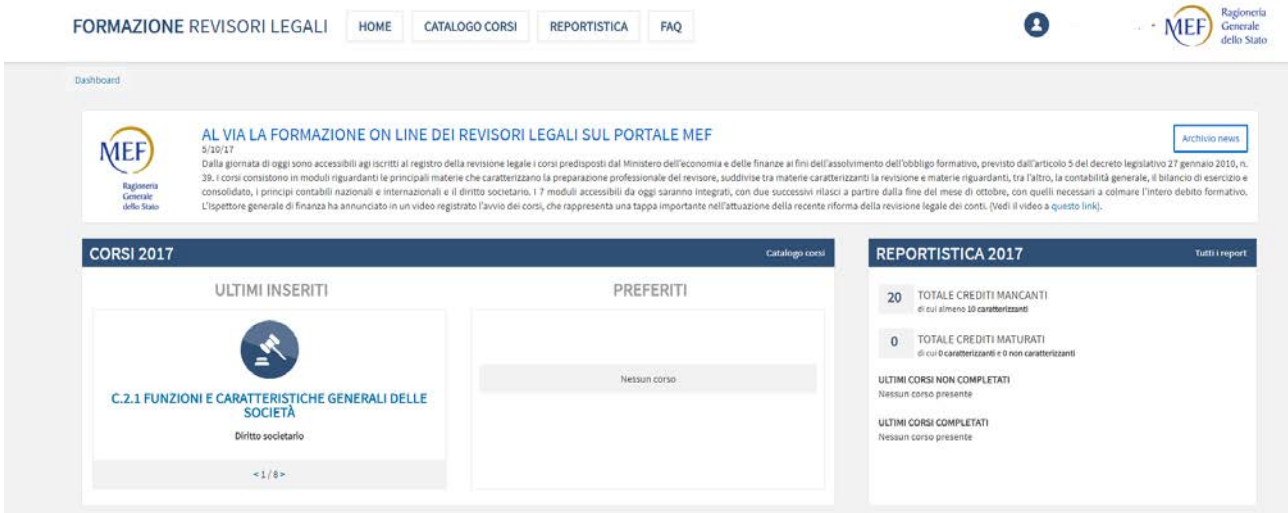 FORMAZIONE REVISORI LEGALI
HOME
CATALOGO CORSI
REPORTISTICA
FAQ
MEF
Ragioneria
Generale
dello Stato
Dashboard
MEF
Ragioneria
Generale
dello Stato
AL VIA LA FORMAZIONE ON LINE DEI REVISORI LEGALI SUL PORTALE MEF
Archivio news
5/10/17
Dalla giornata di oggi sono accessibili agi iscritti al registro della revisione legale i corsi predisposti dal Ministero dell'economia e delle finanze ai fini dell'assolvimento dell'obbligo formativo, previsto dall'articolo 5 del decreto legislativo 27 gennaio 2010, n.
39. I corsi consistono in moduli riguardanti le principali materie che caratterizzano la preparazione professionale del revisore, suddivise tra materie caratterizzanti la revisione e materie riguardanti, tra l'altro, la contabilità generale, il bilancio di esercizio e
consolidato, i principi contabili nazionali e internazionali e il diritto societario. I 7 moduli accessibili da oggi saranno integrati, con due successivi rilasci a partire dalla fine del mese di ottobre, con quelli necessari a colmare l'intero debito formativo.
L'Ispettore generale di finanza ha annunciato in un video registrato l'avvio dei corsi, che rappresenta una tappa importante nell'attuazione della recente riforma della revisione legale dei conti. (Vedi il video a questo link).
CORSI 2017
Catalogo corsi
ULTIMI INSERITI
C.2.1 FUNZIONI E CARATTERISTICHE GENERALI DELLE
SOCIETÀ
Diritto societario
< 1 / 8 >
PREFERITI
Nessun corso
REPORTISTICA 2017
Tutti i report
20 TOTALE CREDITI MANCANTI
di cui almeno 10 caratterizzanti
0 TOTALE CREDITI MATURATI
di cui 0 caratterizzanti e 0 non caratterizzanti
ULTIMI CORSI NON COMPLETATI
Nessun corso presente
ULTIMI CORSI COMPLETATI
Nessun corso presente